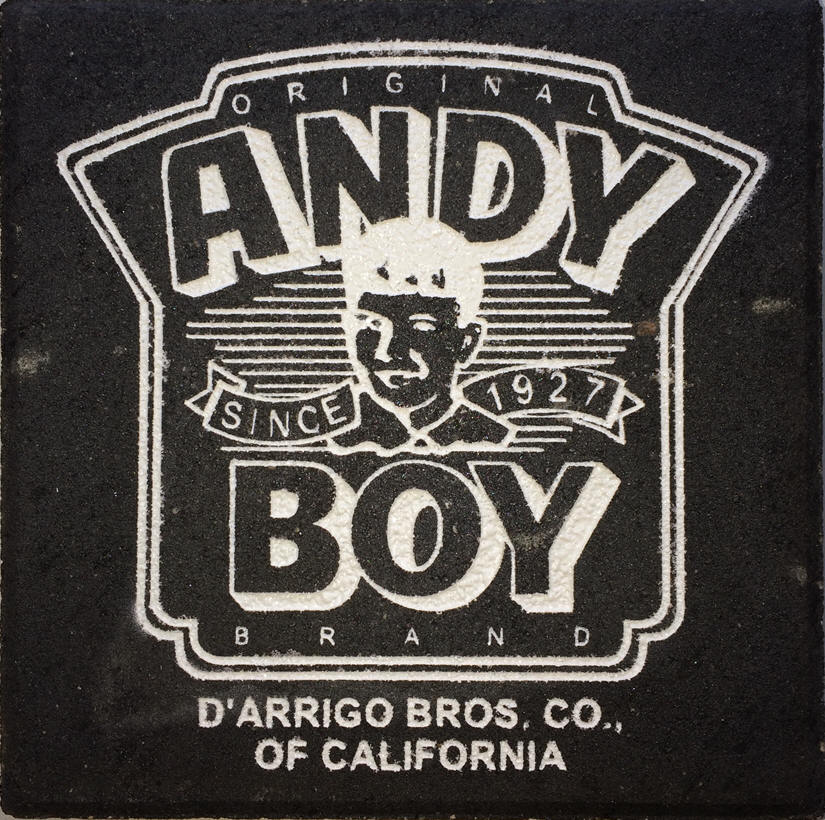 ORIGINAL
ANDY
SINCE 1927
BOY
BRAND
D'ARRIGO BROS. CO.,
OF CALIFORNIA